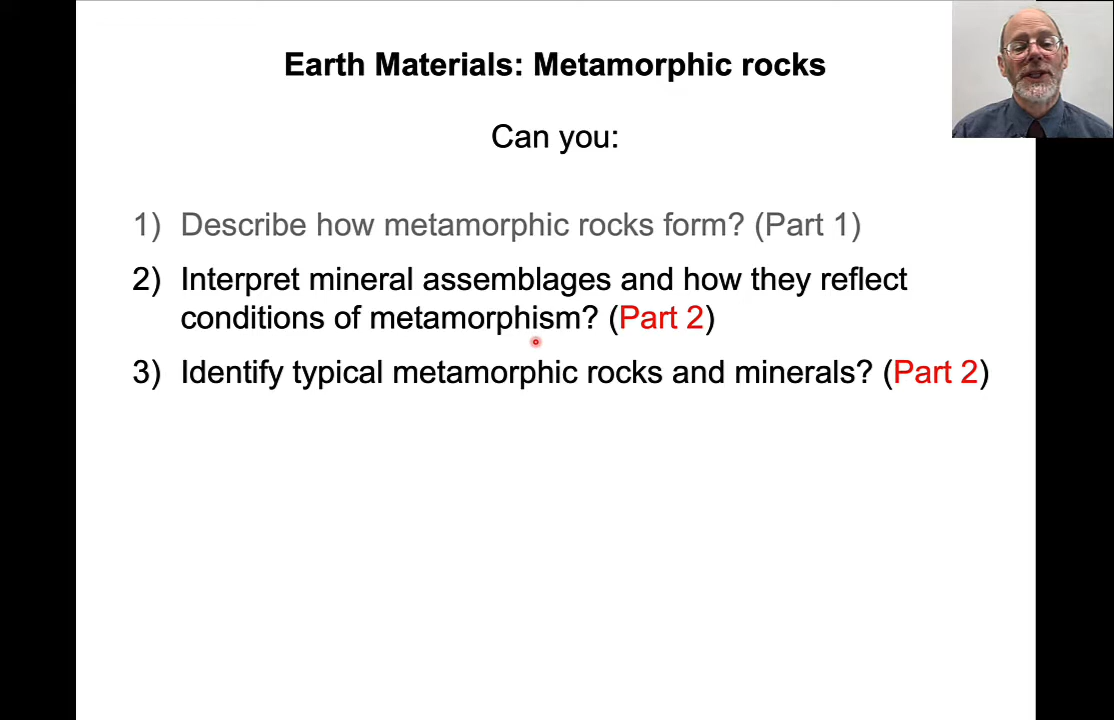 Earth Materials: Metamorphic rocks
Can you:
1) Describe how metamorphic rocks form? (Part 1)
2) Interpret mineral assemblages and how they reflect
conditions of metamorphism? (Part 2)
3) Identify typical metamorphic rocks and minerals? (Part 2)